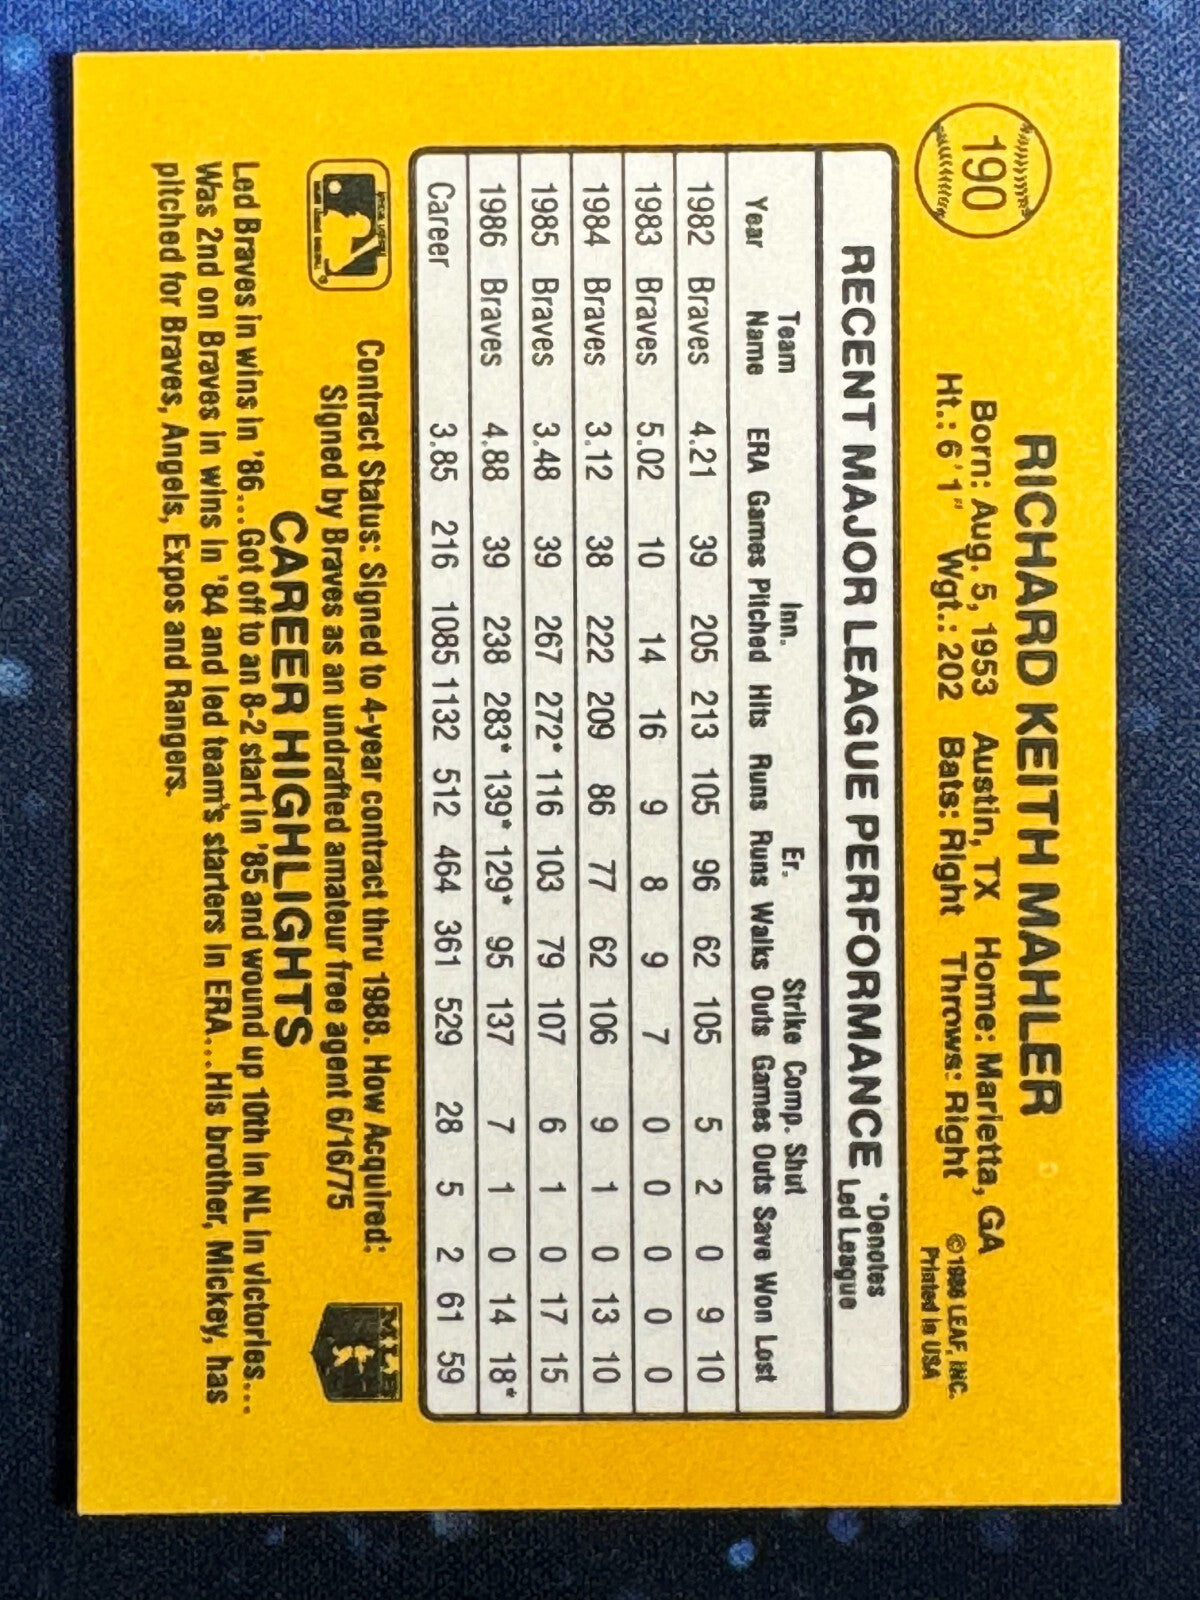 190
RICHARD KEITH MAHLER
Born: Aug. 5, 1953 Austin, TX Home: Marietta, GA
Ht.: 6'1" Wgt.: 202 Bats: Right Throws: Right
©1986 LEAF, INC.
Printed in USA
RECENT MAJOR LEAGUE PERFORMANCE
*Denotes
Led League
Team Inn. Er. Strike Comp. Shut
Year Name ERA Games Pitched Hits Runs Runs Walks Outs Games Outs Save Won Lost
1982 Braves 4.21 39 205 213 105 96 62 105 5 2 0 9 10
1983 Braves 5.02 10 14 16 9 8 9 7 0 0 0 0 0
1984 Braves 3.12 38 222 209 86 77 62 106 9 1 0 13 10
1985 Braves 3.48 39 267 272* 116 103 79 107 6 1 0 17 15
1986 Braves 4.88 39 238 283* 139* 129* 95 137 7 1 0 14 18*
Career 3.85 216 1085 1132 512 464 361 529 28 5 2 61 59
Contract Status: Signed to 4-year contract thru 1988. How Acquired:
Signed by Braves as an undrafted amateur free agent 6/16/75
MLB
CAREER HIGHLIGHTS
Led Braves in wins in '86...Got off to an 8-2 start in '85 and wound up 10th in NL in victories...
Was 2nd on Braves in wins in '84 and led team's starters in ERA...His brother, Mickey, has
pitched for Braves, Angels, Expos and Rangers.